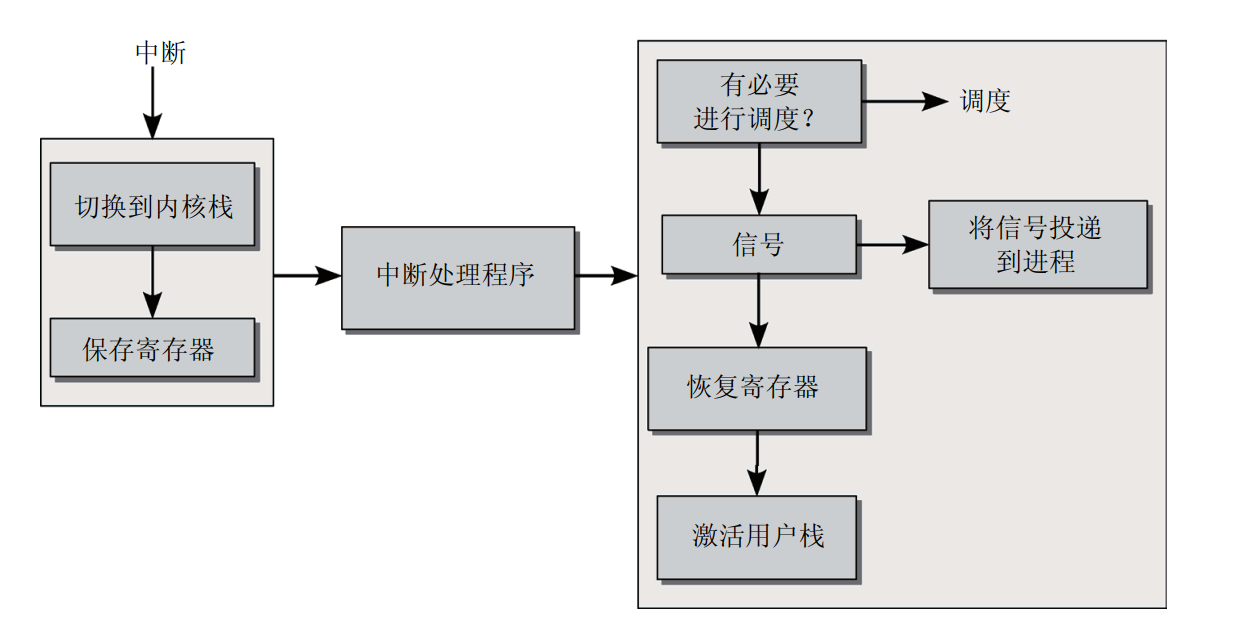 中断
切换到内核栈
保存寄存器
中断处理程序
有必要
进行调度？
调度
信号
将信号投递
到进程
恢复寄存器
激活用户栈